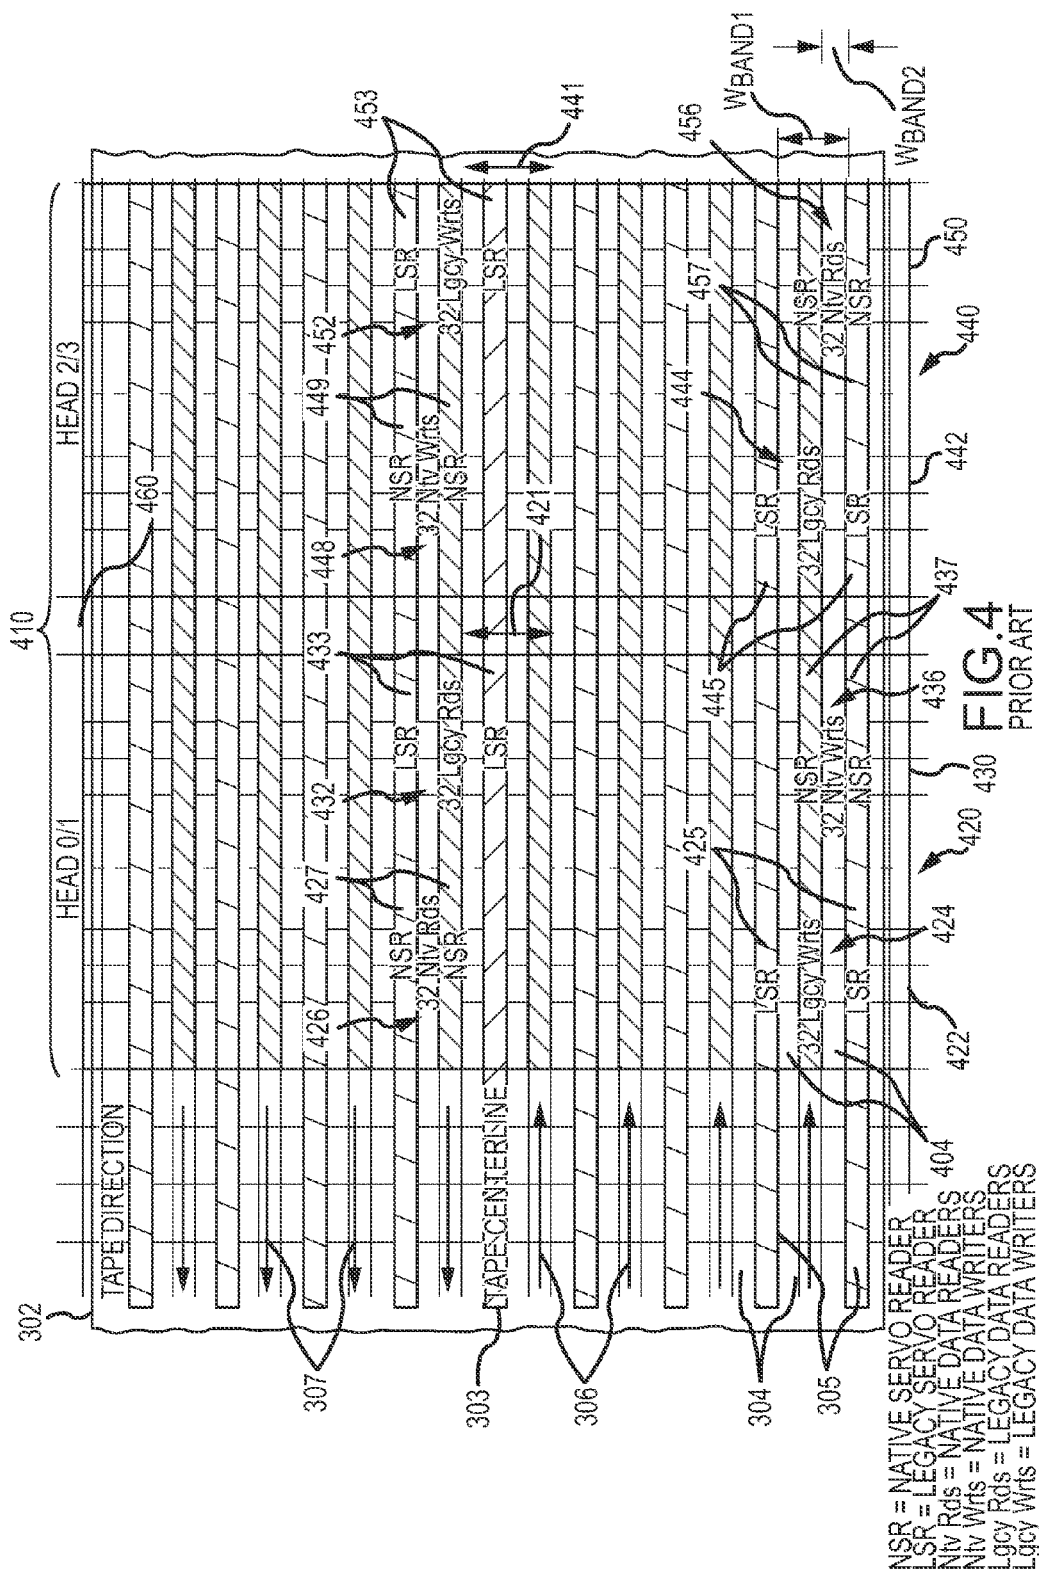 410
HEAD 0/1
HEAD 2/3
460
302
TAPE DIRECTION
307
426
427
432
433
448
449
452
453
NSR
LSR
NSR
LSR
32 Ntv Rds
32 Lgcy Rds
32 Ntv Wrts
32 Lgcy Wrts
NSR
LSR
NSR
LSR
303
TAPE CENTERLINE
421
441
306
425
445
444
457
456
WBAND1
304
LSR
NSR
LSR
NSR
32 Lgcy Wrts
32 Ntv Wrts
32 Lgcy Rds
32 Ntv Rds
305
LSR
NSR
LSR
NSR
WBAND2
404
424
436
437
422
420
430
442
440
450
NSR = NATIVE SERVO READER
LSR = LEGACY SERVO READER
Ntv Rds = NATIVE DATA READERS
Ntv Wrts = NATIVE DATA WRITERS
Lgcy Rds = LEGACY DATA READERS
Lgcy Wrts = LEGACY DATA WRITERS
FIG.4
PRIOR ART